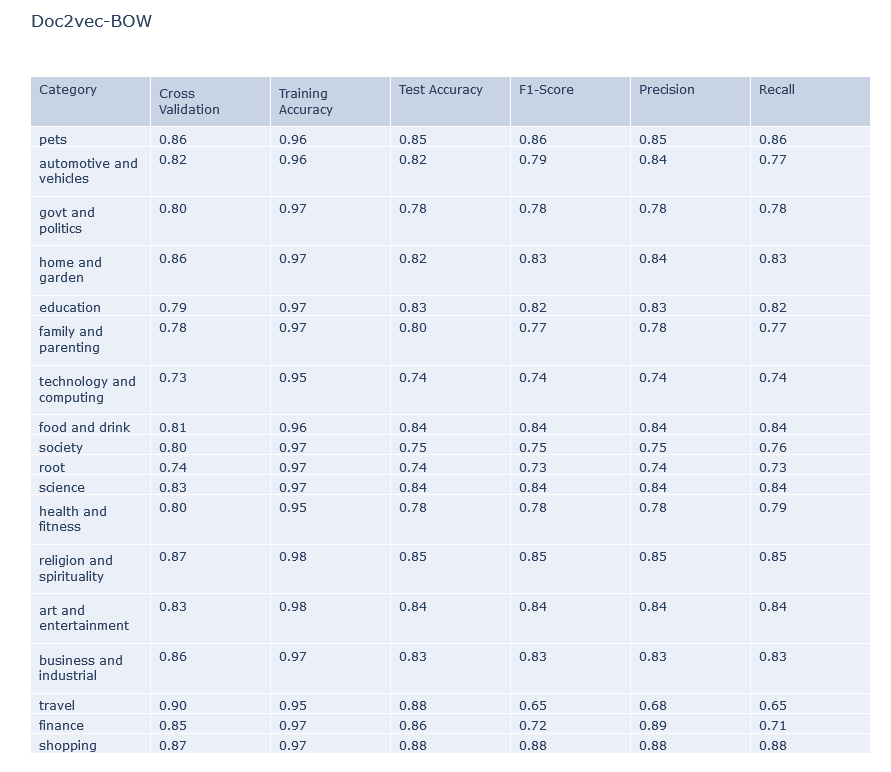 Doc2vec-BOW
Category Cross Validation Training Accuracy Test Accuracy F1-Score Precision Recall
pets 0.86 0.96 0.85 0.86 0.85 0.86
automotive and vehicles 0.82 0.96 0.82 0.79 0.84 0.77
govt and politics 0.80 0.97 0.78 0.78 0.78 0.78
home and garden 0.86 0.97 0.82 0.83 0.84 0.83
education 0.79 0.97 0.83 0.82 0.83 0.82
family and parenting 0.78 0.97 0.80 0.77 0.78 0.77
technology and computing 0.73 0.95 0.74 0.74 0.74 0.74
food and drink 0.81 0.96 0.84 0.84 0.84 0.84
society 0.80 0.97 0.75 0.75 0.75 0.76
root 0.74 0.97 0.74 0.73 0.74 0.73
science 0.83 0.97 0.84 0.84 0.84 0.84
health and fitness 0.80 0.95 0.78 0.78 0.78 0.79
religion and spirituality 0.87 0.98 0.85 0.85 0.85 0.85
art and entertainment 0.83 0.98 0.84 0.84 0.84 0.84
business and industrial 0.86 0.97 0.83 0.83 0.83 0.83
travel 0.90 0.95 0.88 0.65 0.68 0.65
finance 0.85 0.97 0.86 0.72 0.89 0.71
shopping 0.87 0.97 0.88 0.88 0.88 0.88